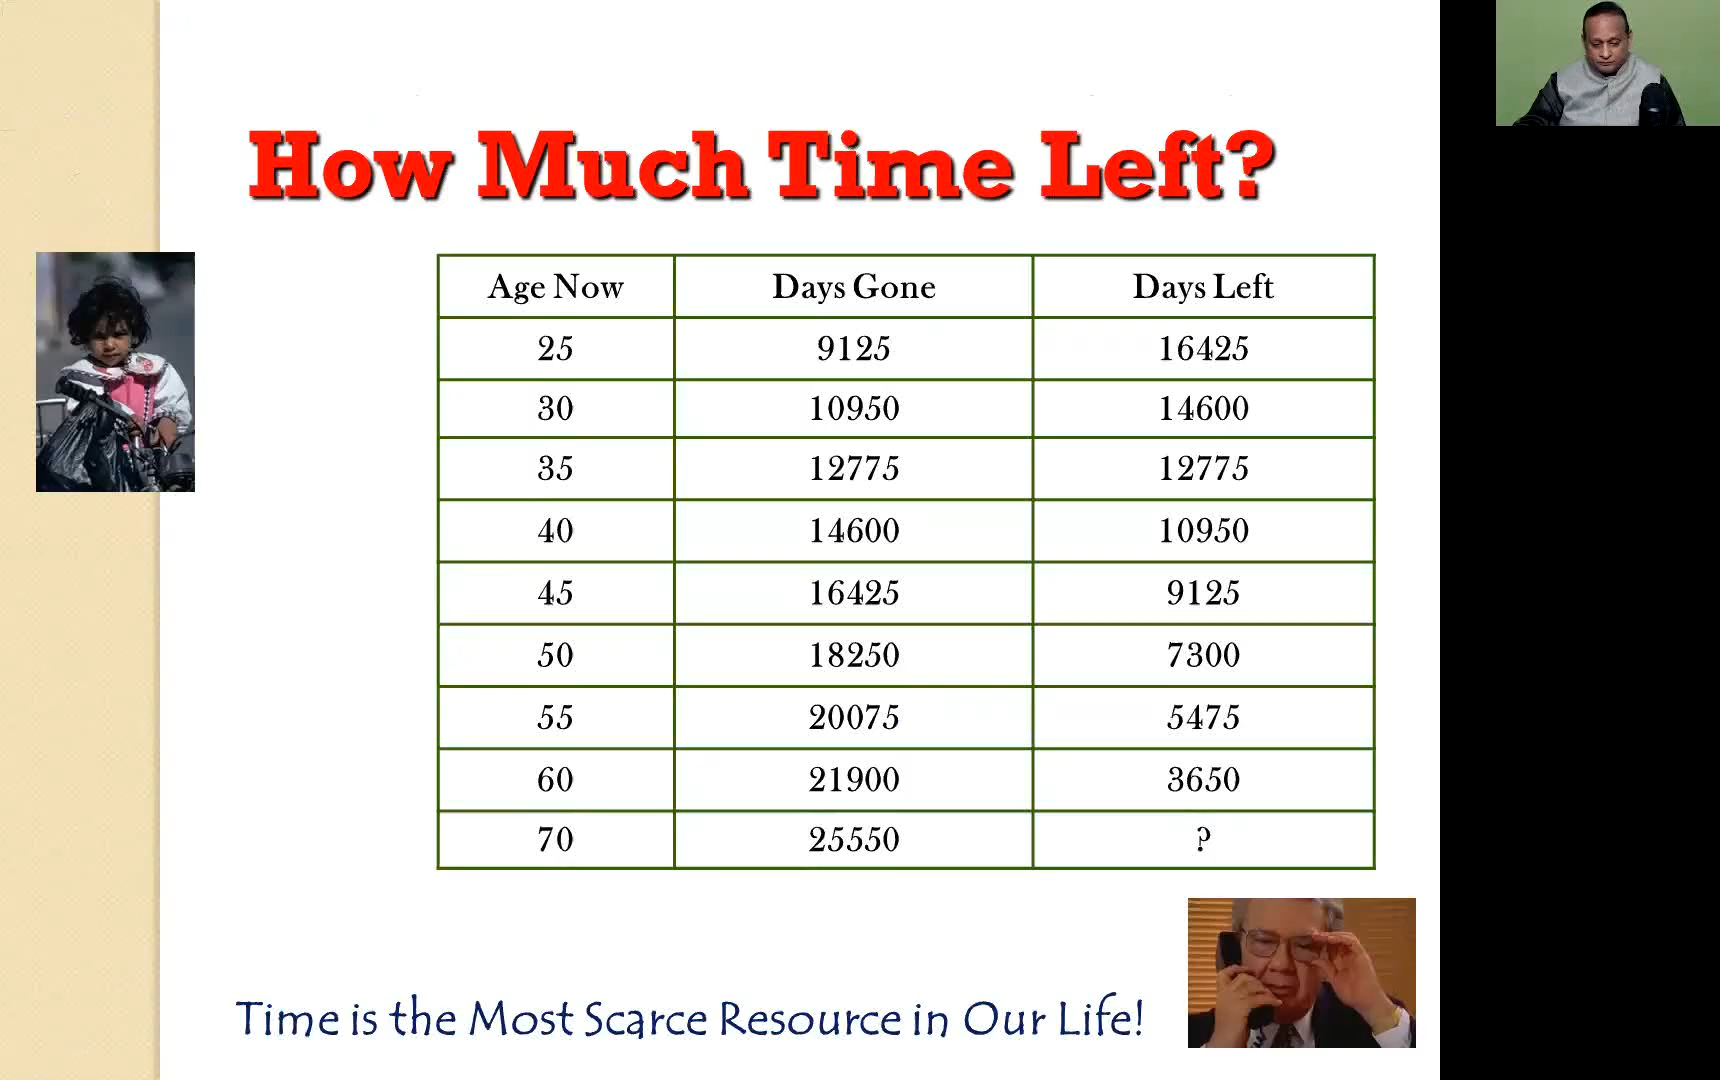 How Much Time Left?
Age Now Days Gone Days Left
25 9125 16425
30 10950 14600
35 12775 12775
40 14600 10950
45 16425 9125
50 18250 7300
55 20075 5475
60 21900 3650
70 25550 ?
Time is the Most Scarce Resource in Our Life!